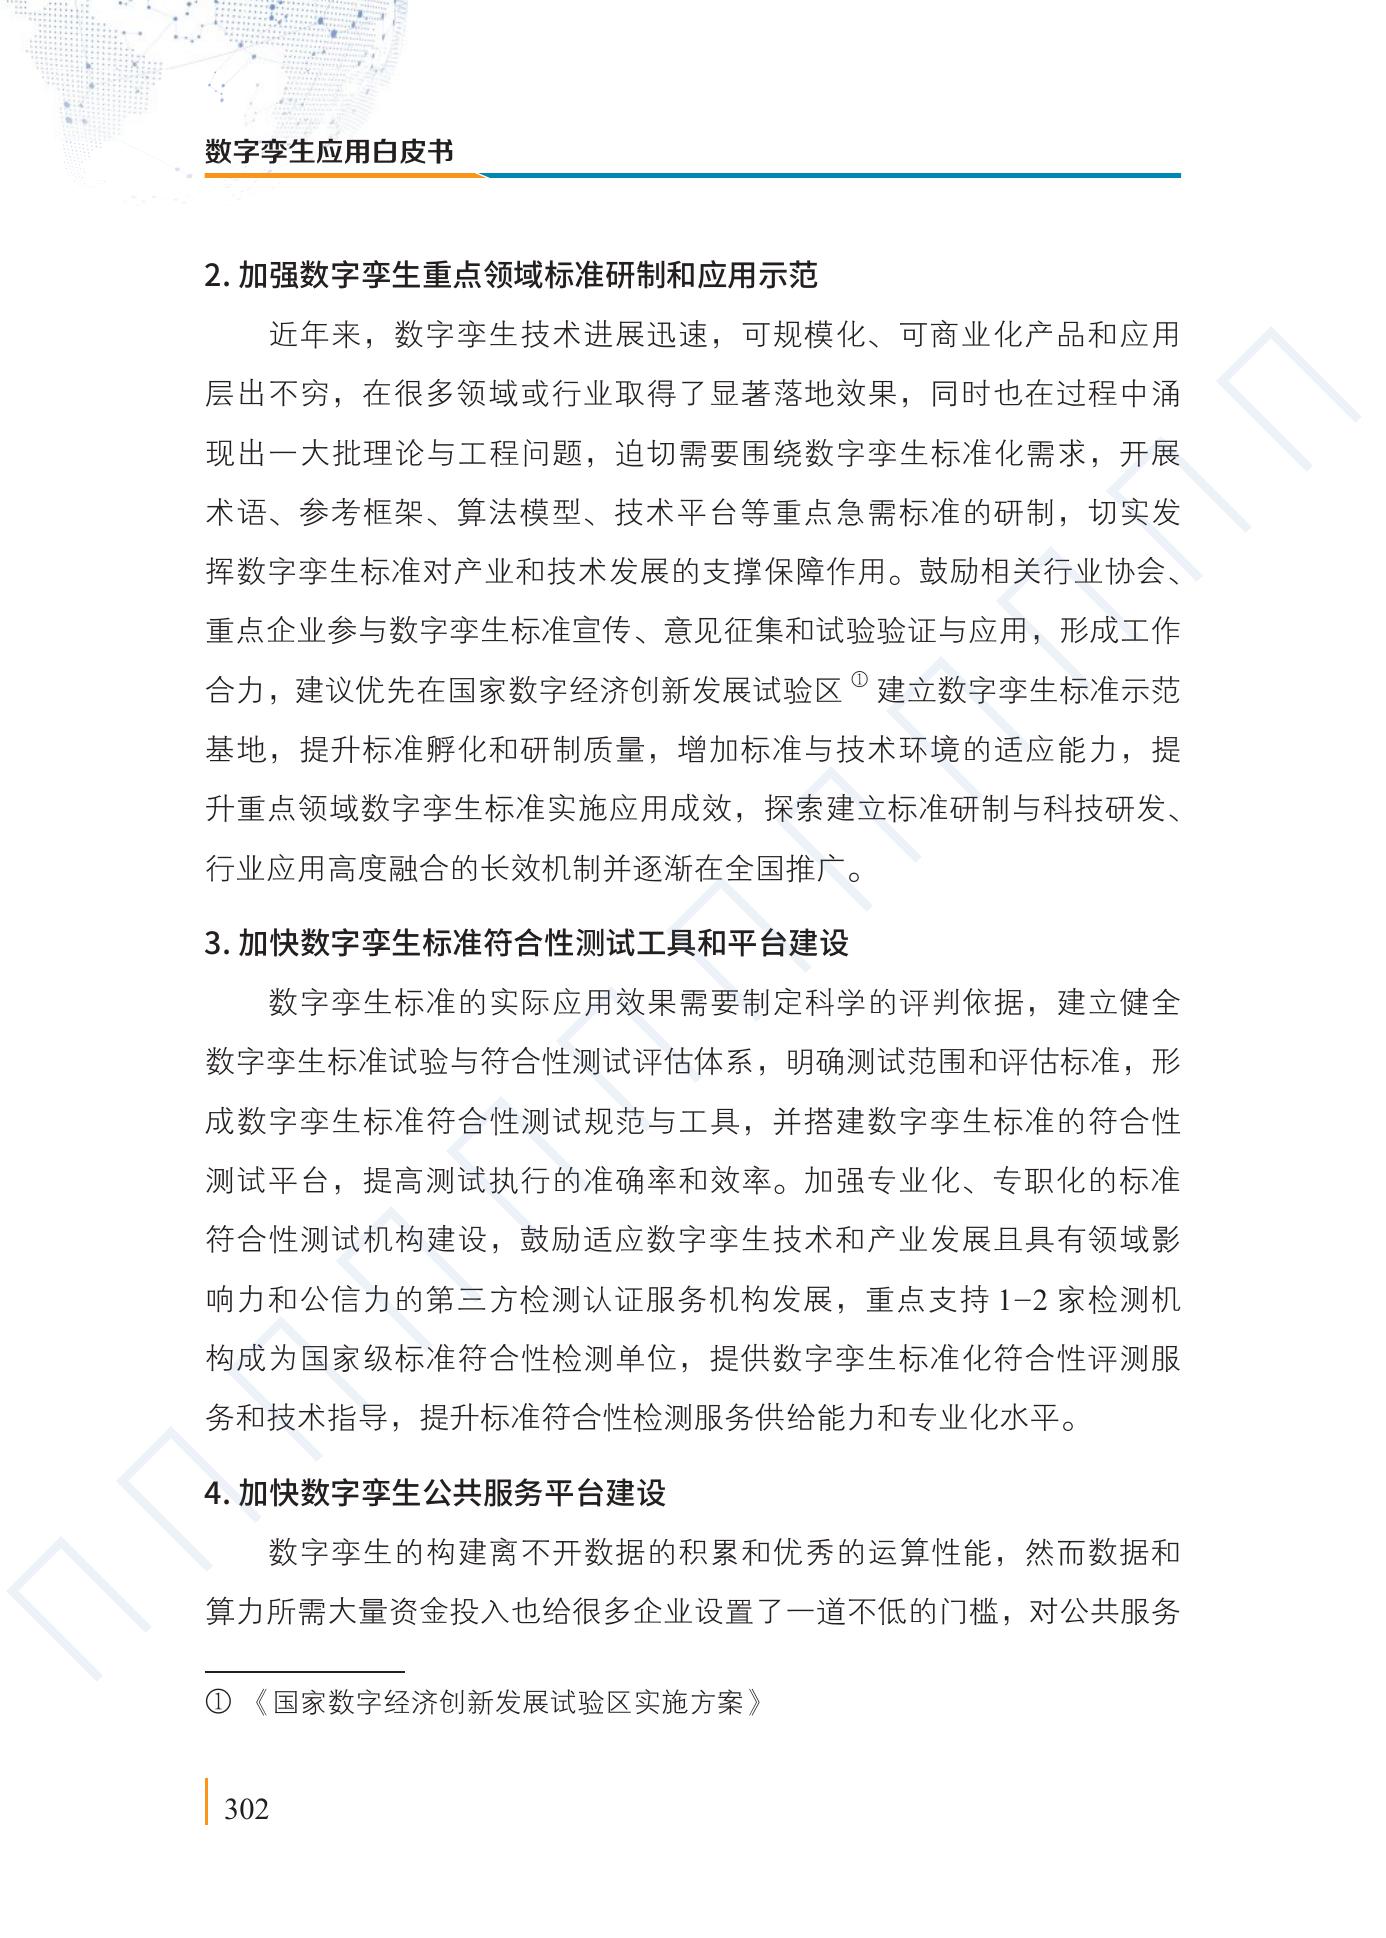 数字孪生应用白皮书
2. 加强数字孪生重点领域标准研制和应用示范
近年来，数字孪生技术进展迅速，可规模化、可商业化产品和应用
层出不穷，在很多领域或行业取得了显著落地效果，同时也在过程中涌
现出一大批理论与工程问题，迫切需要围绕数字孪生标准化需求，开展
术语、参考框架、算法模型、技术平台等重点急需标准的研制，切实发
挥数字孪生标准对产业和技术发展的支撑保障作用。鼓励相关行业协会、
重点企业参与数字孪生标准宣传、意见征集和试验验证与应用，形成工作
合力，建议优先在国家数字经济创新发展试验区①建立数字孪生标准示范
基地，提升标准孵化和研制质量，增加标准与技术环境的适应能力，提
升重点领域数字孪生标准实施应用成效，探索建立标准研制与科技研发、
行业应用高度融合的长效机制并逐渐在全国推广。
3. 加快数字孪生标准符合性测试工具和平台建设
数字孪生标准的实际应用效果需要制定科学的评判依据，建立健全
数字孪生标准试验与符合性测试评估体系，明确测试范围和评估标准，形
成数字孪生标准符合性测试规范与工具，并搭建数字孪生标准的符合性
测试平台，提高测试执行的准确率和效率。加强专业化、专职化的标准
符合性测试机构建设，鼓励适应数字孪生技术和产业发展且具有领域影
响力和公信力的第三方检测认证服务机构发展，重点支持 1−2 家检测机
构成为国家级标准符合性检测单位，提供数字孪生标准化符合性评测服
务和技术指导，提升标准符合性检测服务供给能力和专业化水平。
4. 加快数字孪生公共服务平台建设
数字孪生的构建离不开数据的积累和优秀的运算性能，然而数据和
算力所需大量资金投入也给很多企业设置了一道不低的门槛，对公共服务
① 《国家数字经济创新发展试验区实施方案》
302